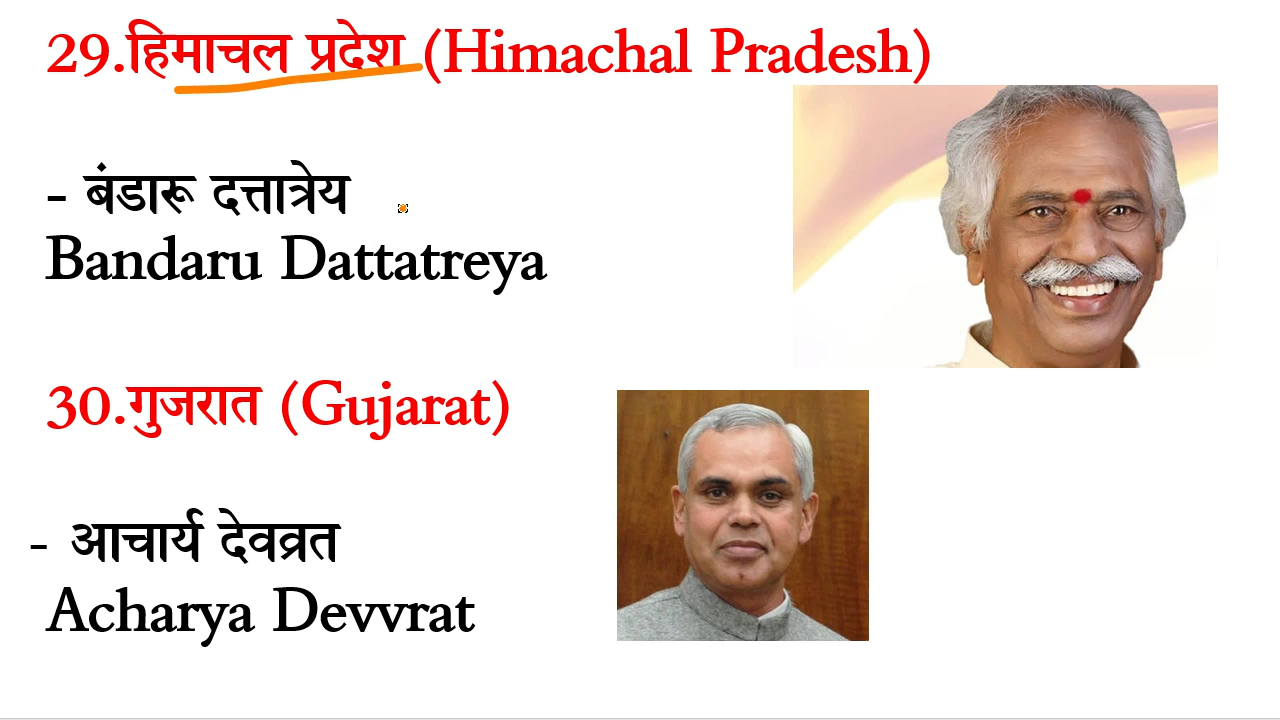 29.हिमाचल प्रदेश (Himachal Pradesh)
- बंडारू दत्तात्रेय
Bandaru Dattatreya
30.गुजरात (Gujarat)
- आचार्य देवव्रत
Acharya Devvrat